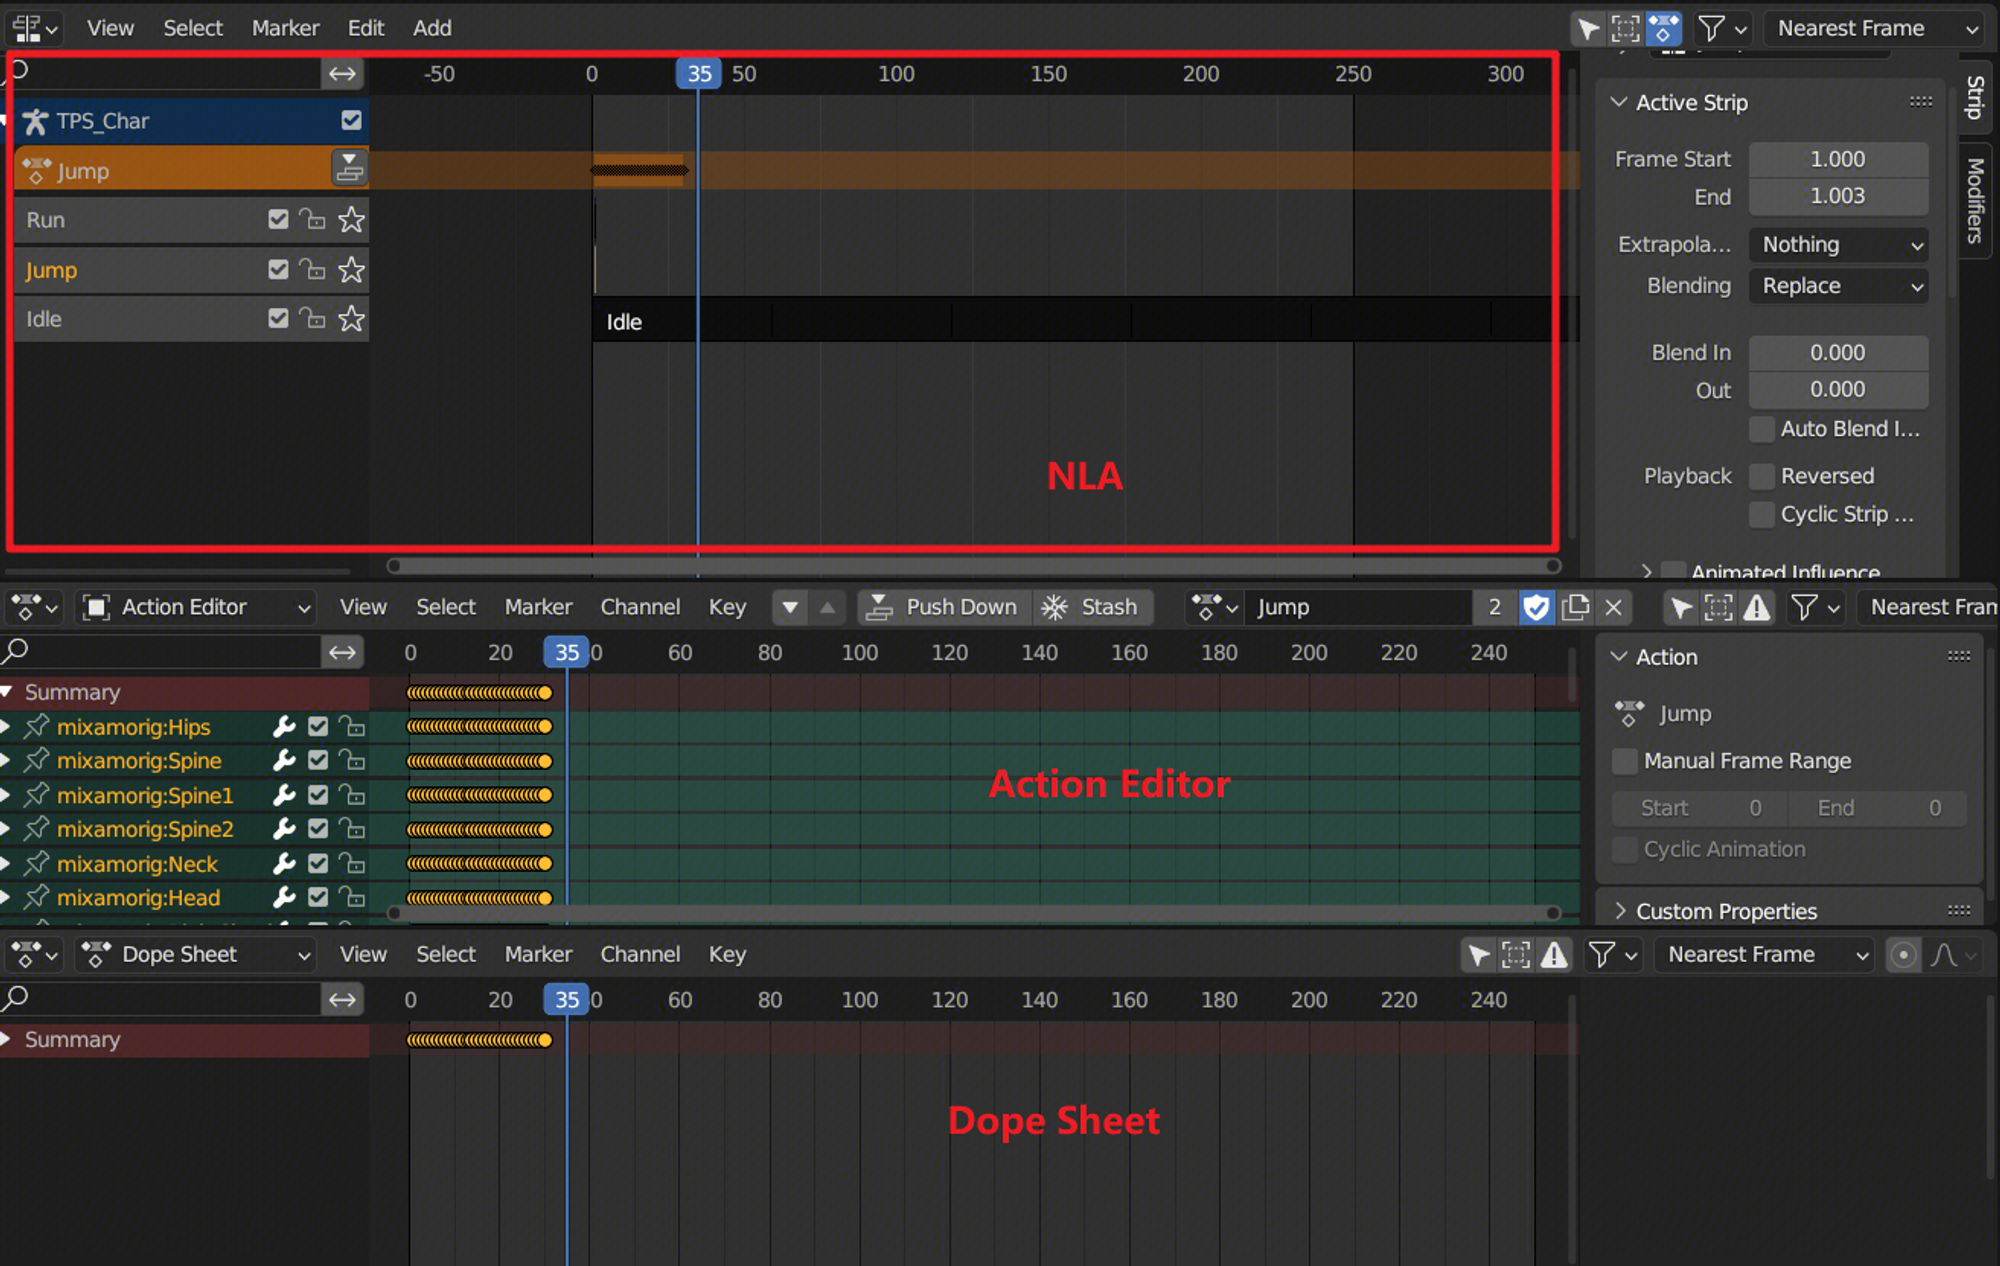 View Select Marker Edit Add Nearest Frame
-50 0 35 50 100 150 200 250 300
TPS_Char
Jump
Run
Jump
Idle
Idle
NLA
Active Strip
Frame Start 1.000
End 1.003
Extrapola... Nothing
Blending Replace
Blend In 0.000
Out 0.000
Auto Blend I...
Playback Reversed
Cyclic Strip ...
Animated Influence
Strip
Modifiers
Action Editor View Select Marker Channel Key Push Down Stash Jump 2 Nearest Fram
0 20 35 0 60 80 100 120 140 160 180 200 220 240
Summary
mixamorig:Hips
mixamorig:Spine
mixamorig:Spine1
mixamorig:Spine2
mixamorig:Neck
mixamorig:Head
Action Editor
Action
Jump
Manual Frame Range
Start 0 End 0
Cyclic Animation
Custom Properties
Dope Sheet View Select Marker Channel Key Nearest Frame
0 20 35 0 60 80 100 120 140 160 180 200 220 240
Summary
Dope Sheet